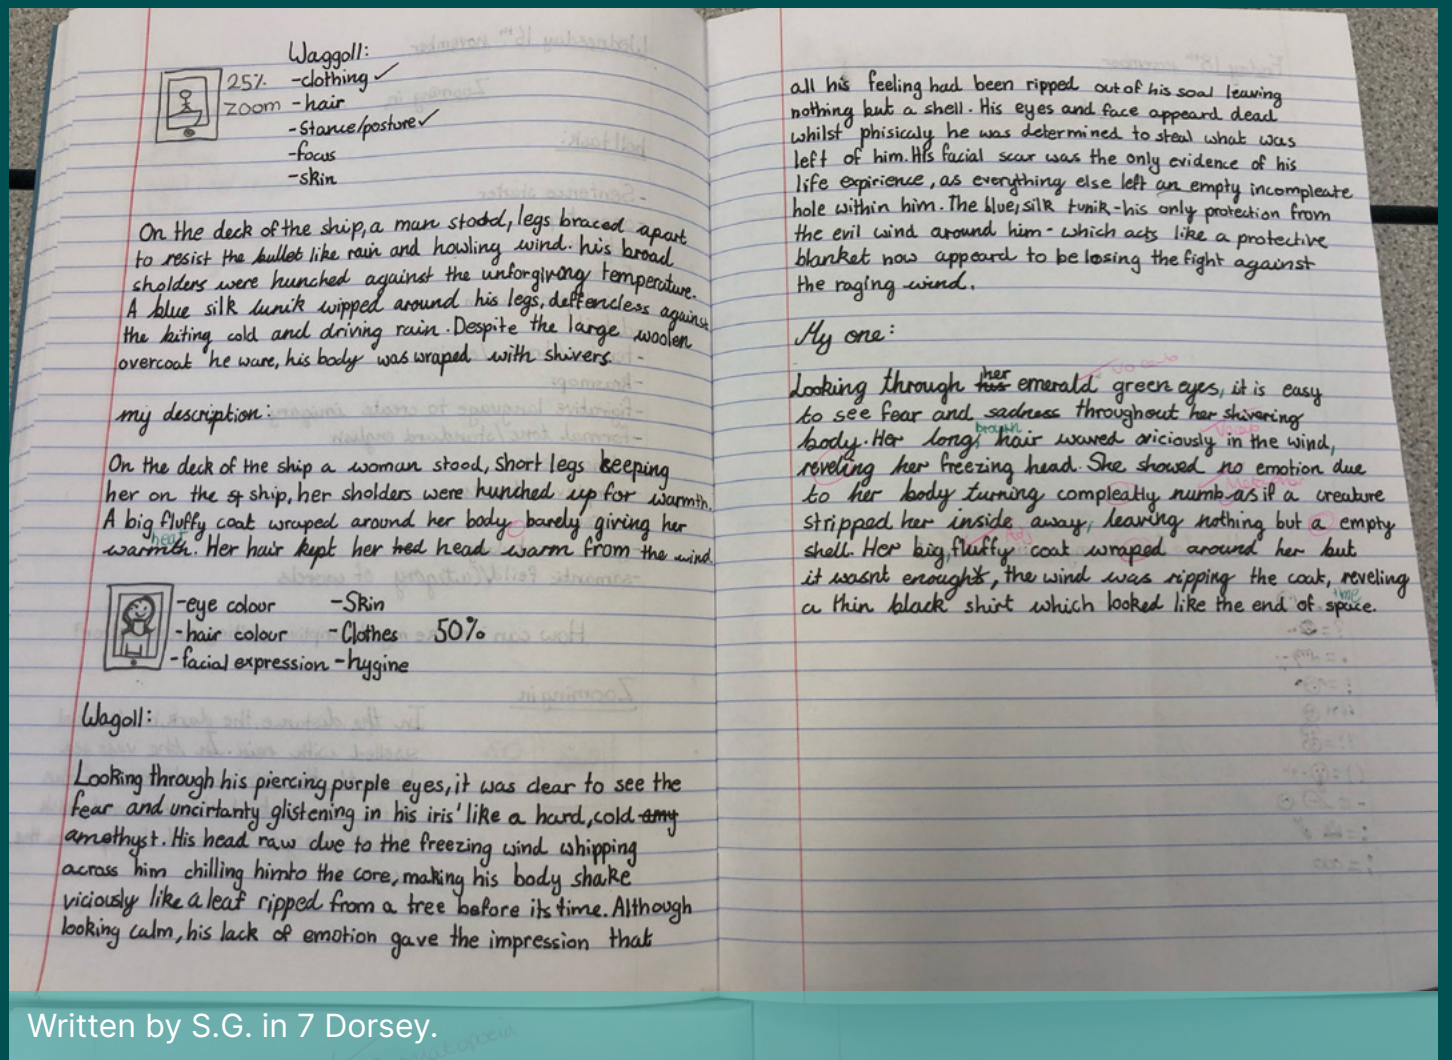 Waggoll:
25%
zoom
-clothing ✓
-hair
-Stance/posture ✓
-focus
-skin
On the deck of the ship, a man stood, legs braced apart
to resist the bullet like rain and howling wind. his broad
sholders were hunched against the unforgiving temperature.
A blue silk tunik wipped around his legs, deffencless against
the biting cold and driving rain. Despite the large woolen
overcoat he ware, his body was wraped with shivers.
my description:
On the deck of the ship a woman stood, short legs keeping
her on the ship, her sholders were hunched up for warmth.
A big fluffy coat wraped around her body barely giving her
heat
warmth. Her hair kept her hed head warm from the wind
-eye colour -Skin
-hair colour -Clothes 50%
-facial expression -hygine
Wagoll:
Looking through his piercing purple eyes, it was clear to see the
fear and uncirtanty glistening in his iris' like a hard, cold amy
amethyst. His head raw due to the freezing wind whipping
across him chilling himto the core, making his body shake
viciously like a leaf ripped from a tree before its time. Although
looking calm, his lack of emotion gave the impression that
all his feeling had been ripped out of his soal leaving
nothing but a shell. His eyes and face appeard dead
whilst phisicaly he was determined to steal what was
left of him. His facial scar was the only evidence of his
life expirience, as everything else left an empty incompleate
hole within him. The blue, silk tunik - his only protection from
the evil wind around him - which acts like a protective
blanket now appeard to be losing the fight against
the raging wind.
My one:
Vocab
her
Looking through his emerald green eyes, it is easy
to see fear and sadness throughout her shivering
brown
Vocab
body. Her long, hair waved viciously in the wind,
reveling her freezing head. She showed no emotion due
Metaphor
to her body turning compleatly numb as if a creature
stripped her inside away, leaving nothing but a empty
Adj
shell. Her big, fluffy coat wraped around her but
it wasnt enought, the wind was ripping the coat, reveling
time
a thin black shirt which looked like the end of space.
Written by S.G. in 7 Dorsey.